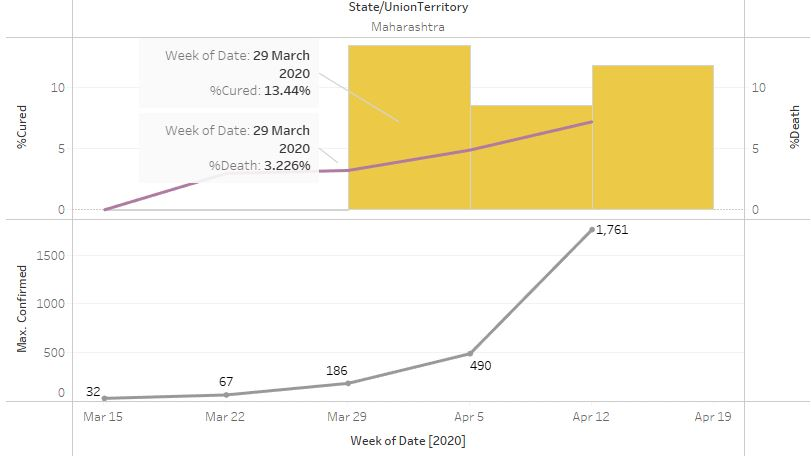 State/UnionTerritory
Maharashtra
Week of Date: 29 March
2020
%Cured: 13.44%
Week of Date: 29 March
2020
%Death: 3.226%
%Cured
10
5
0
10
5
0
%Death
Max. Confirmed
1500
1000
500
0
32
67
186
490
1,761
Mar 15 Mar 22 Mar 29 Apr 5 Apr 12 Apr 19
Week of Date [2020]